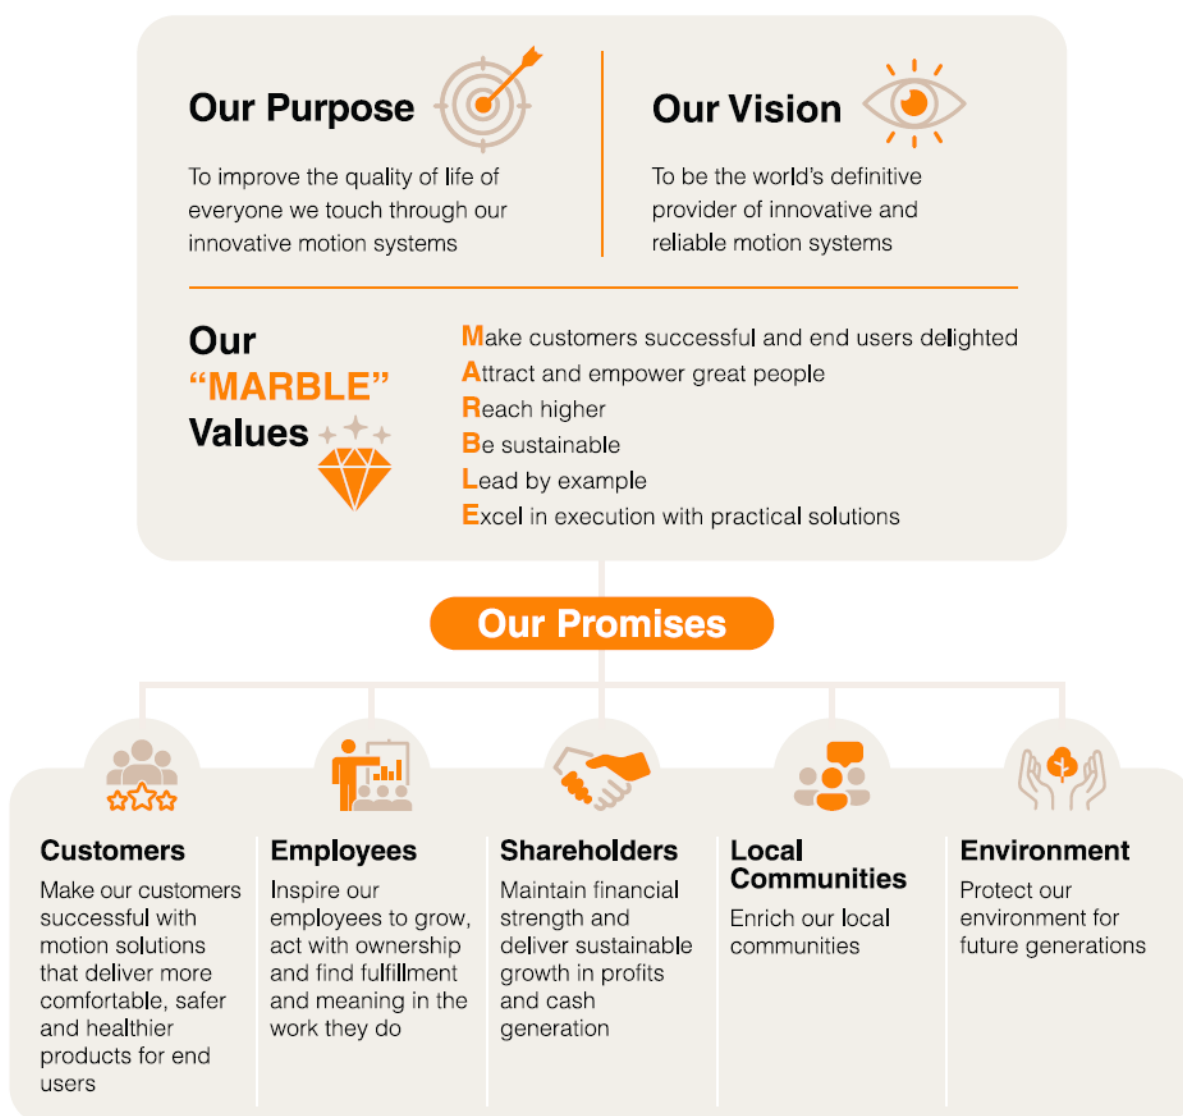 Our Purpose
To improve the quality of life of
everyone we touch through our
innovative motion systems
Our Vision
To be the world's definitive
provider of innovative and
reliable motion systems
Our
“MARBLE”
Values
Make customers successful and end users delighted
Attract and empower great people
Reach higher
Be sustainable
Lead by example
Excel in execution with practical solutions
Our Promises
Customers
Make our customers
successful with
motion solutions
that deliver more
comfortable, safer
and healthier
products for end
users
Employees
Inspire our
employees to grow,
act with ownership
and find fulfillment
and meaning in the
work they do
Shareholders
Maintain financial
strength and
deliver sustainable
growth in profits
and cash
generation
Local
Communities
Enrich our local
communities
Environment
Protect our
environment for
future generations